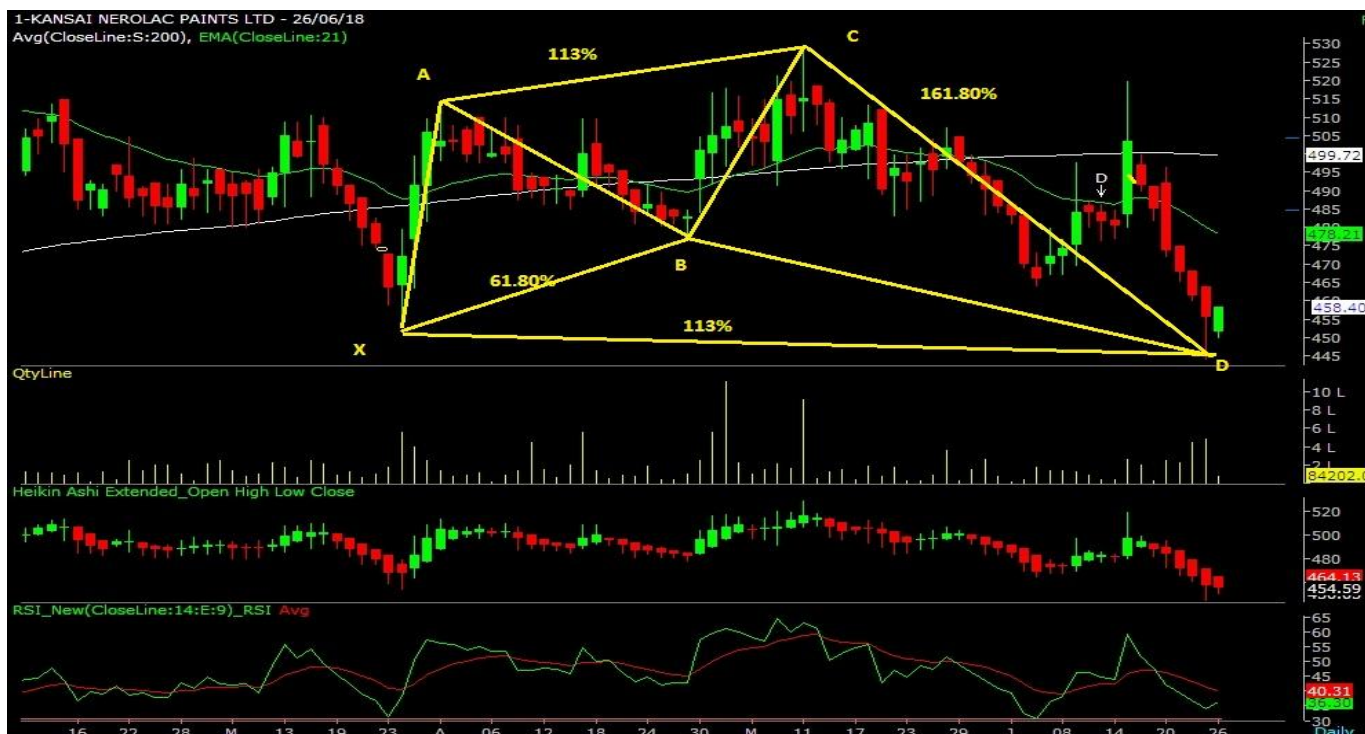 1-KANSAI NEROLAC PAINTS LTD - 26/06/18
Avg(CloseLine:S:200), EMA(CloseLine:21)
C
530
113%
525
A
520
161.80%
515
510
505
499.72
495
D
490
485
478.21
475
B
470
61.80%
465
458.40
113%
455
X
450
445
D
QtyLine
10 L
8 L
6 L
4 L
2 L
84202.0
Heikin Ashi Extended_Open High Low Close
520
500
480
464.13
454.59
RSI_New(CloseLine:14:E:9)_RSI Avg
65
60
55
50
45
40.31
36.30
30
16 22 28 M 13 19 23 A 06 12 18 24 30 M 11 17 23 29 J 08 14 20 26
Daily